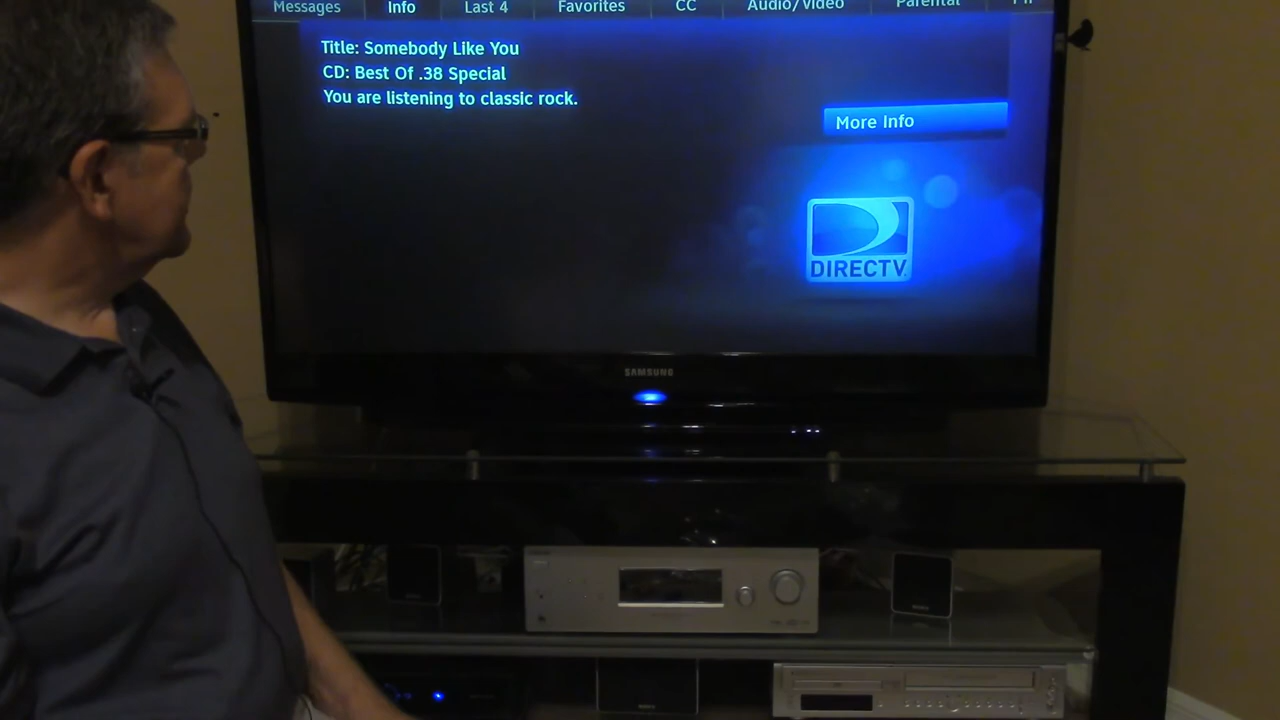 Messages Info Last 4 Favorites CC Audio/Video Parental
Title: Somebody Like You
CD: Best Of .38 Special
You are listening to classic rock.
More Info
DIRECTV
SAMSUNG